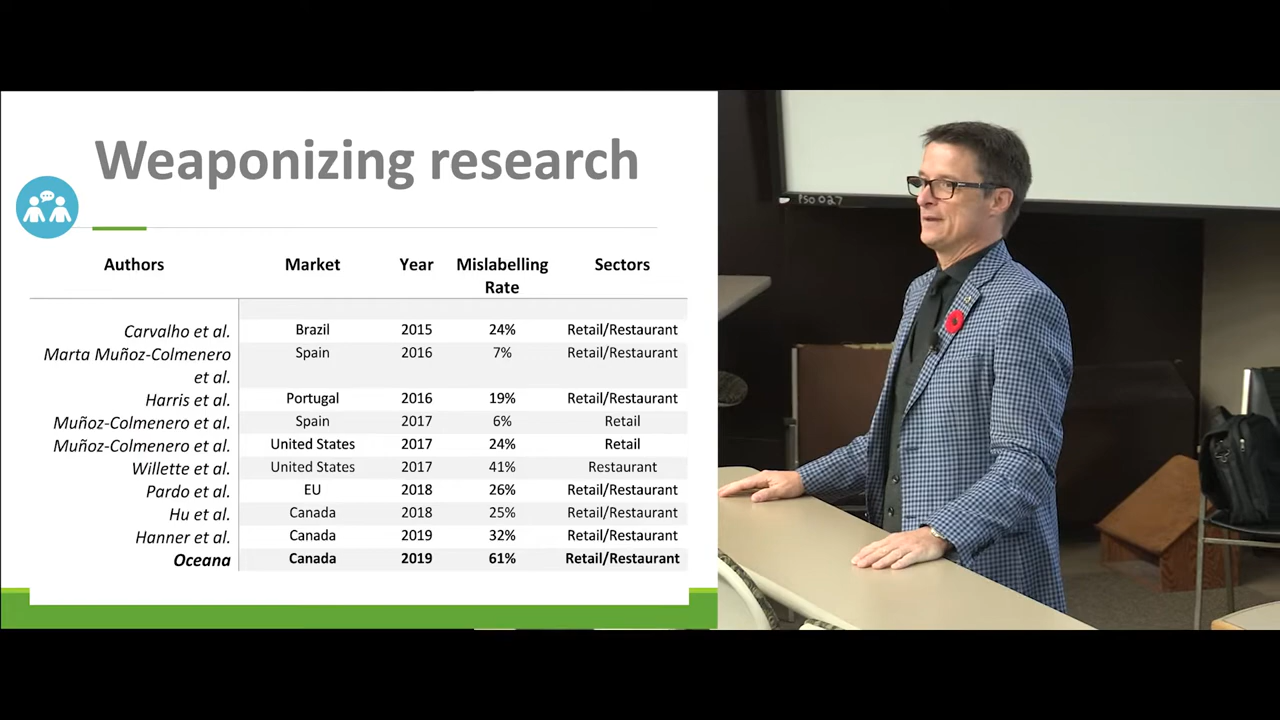 Weaponizing research
Authors Market Year Mislabelling Sectors
Rate
Carvalho et al. Brazil 2015 24% Retail/Restaurant
Marta Muñoz-Colmenero Spain 2016 7% Retail/Restaurant
et al.
Harris et al. Portugal 2016 19% Retail/Restaurant
Muñoz-Colmenero et al. Spain 2017 6% Retail
Muñoz-Colmenero et al. United States 2017 24% Retail
Willette et al. United States 2017 41% Restaurant
Pardo et al. EU 2018 26% Retail/Restaurant
Hu et al. Canada 2018 25% Retail/Restaurant
Hanner et al. Canada 2019 32% Retail/Restaurant
Oceana Canada 2019 61% Retail/Restaurant
PSO 027